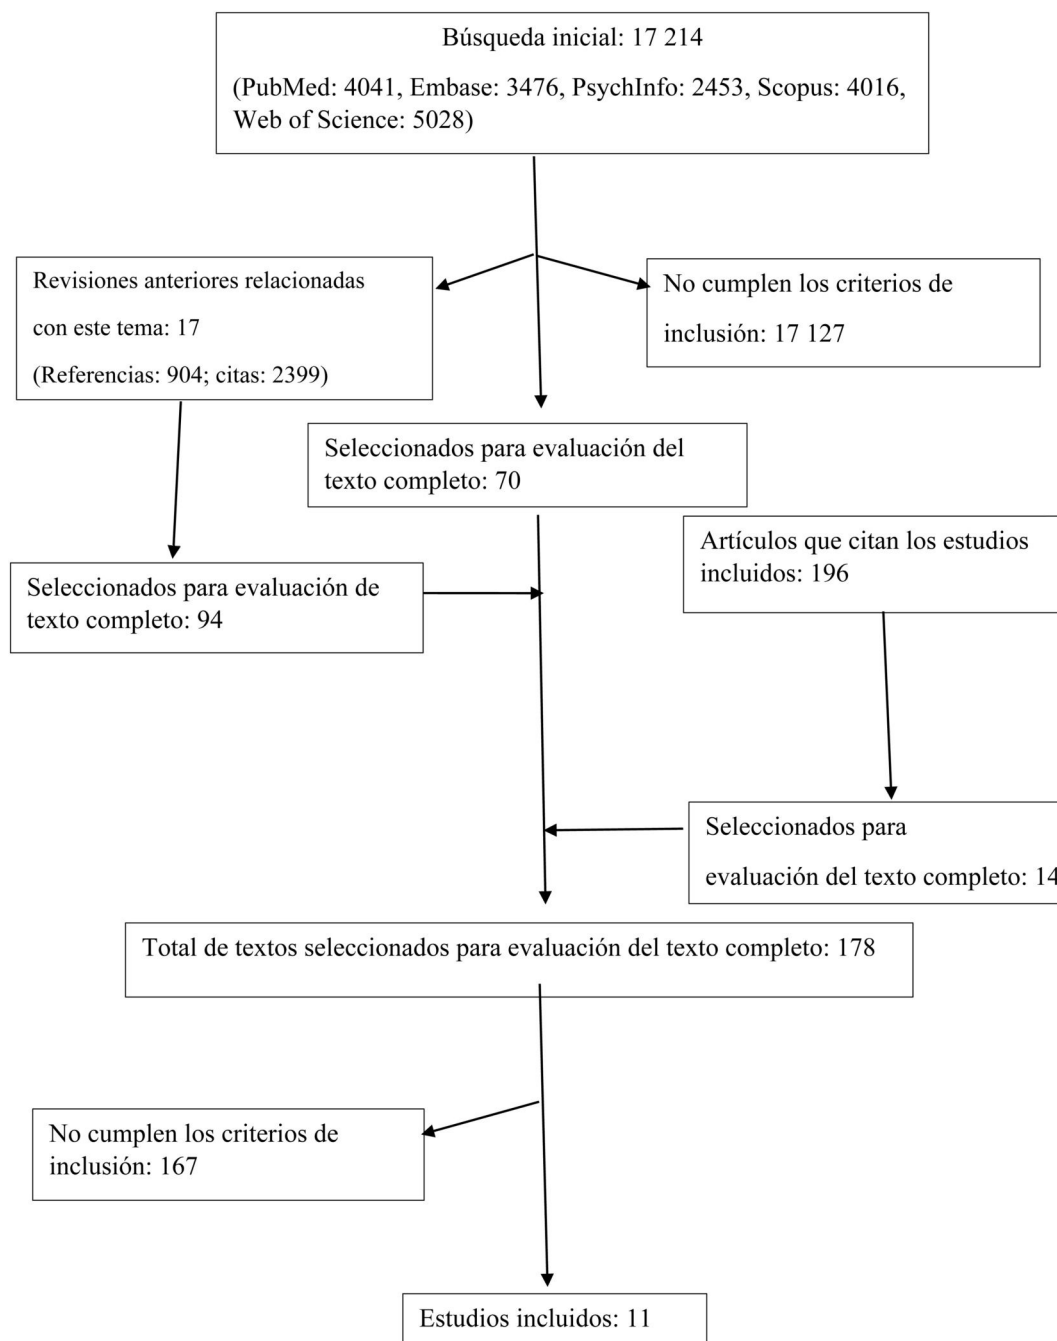 Búsqueda inicial: 17 214
(PubMed: 4041, Embase: 3476, PsychInfo: 2453, Scopus: 4016,
Web of Science: 5028)
Revisiones anteriores relacionadas
con este tema: 17
(Referencias: 904; citas: 2399)
No cumplen los criterios de
inclusión: 17 127
Seleccionados para evaluación del
texto completo: 70
Artículos que citan los estudios
incluidos: 196
Seleccionados para evaluación de
texto completo: 94
Seleccionados para
evaluación del texto completo: 14
Total de textos seleccionados para evaluación del texto completo: 178
No cumplen los criterios de
inclusión: 167
Estudios incluidos: 11